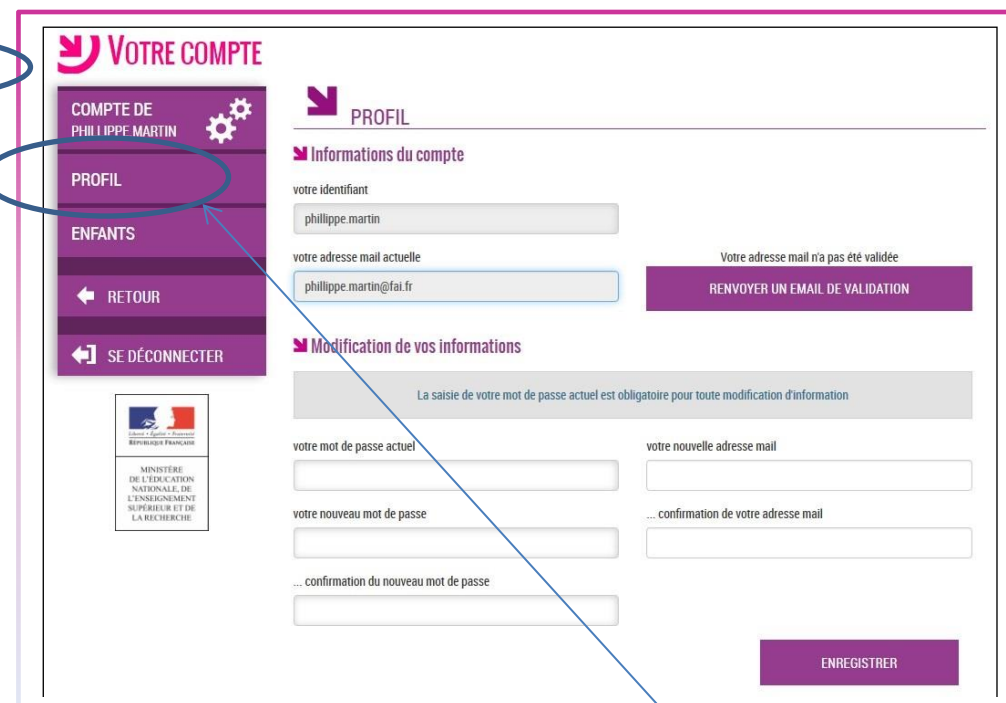 VOTRE COMPTE
COMPTE DE
PHILLIPPE MARTIN
PROFIL
ENFANTS
RETOUR
SE DÉCONNECTER
Liberté • Égalité • Fraternité
RÉPUBLIQUE FRANÇAISE
MINISTÈRE
DE L'ÉDUCATION
NATIONALE, DE
L'ENSEIGNEMENT
SUPÉRIEUR ET DE
LA RECHERCHE
PROFIL
Informations du compte
votre identifiant
phillippe.martin
votre adresse mail actuelle
Votre adresse mail n'a pas été validée
phillippe.martin@fai.fr
RENVOYER UN EMAIL DE VALIDATION
Modification de vos informations
La saisie de votre mot de passe actuel est obligatoire pour toute modification d'information
votre mot de passe actuel
votre nouvelle adresse mail
votre nouveau mot de passe
... confirmation de votre adresse mail
... confirmation du nouveau mot de passe
ENREGISTRER